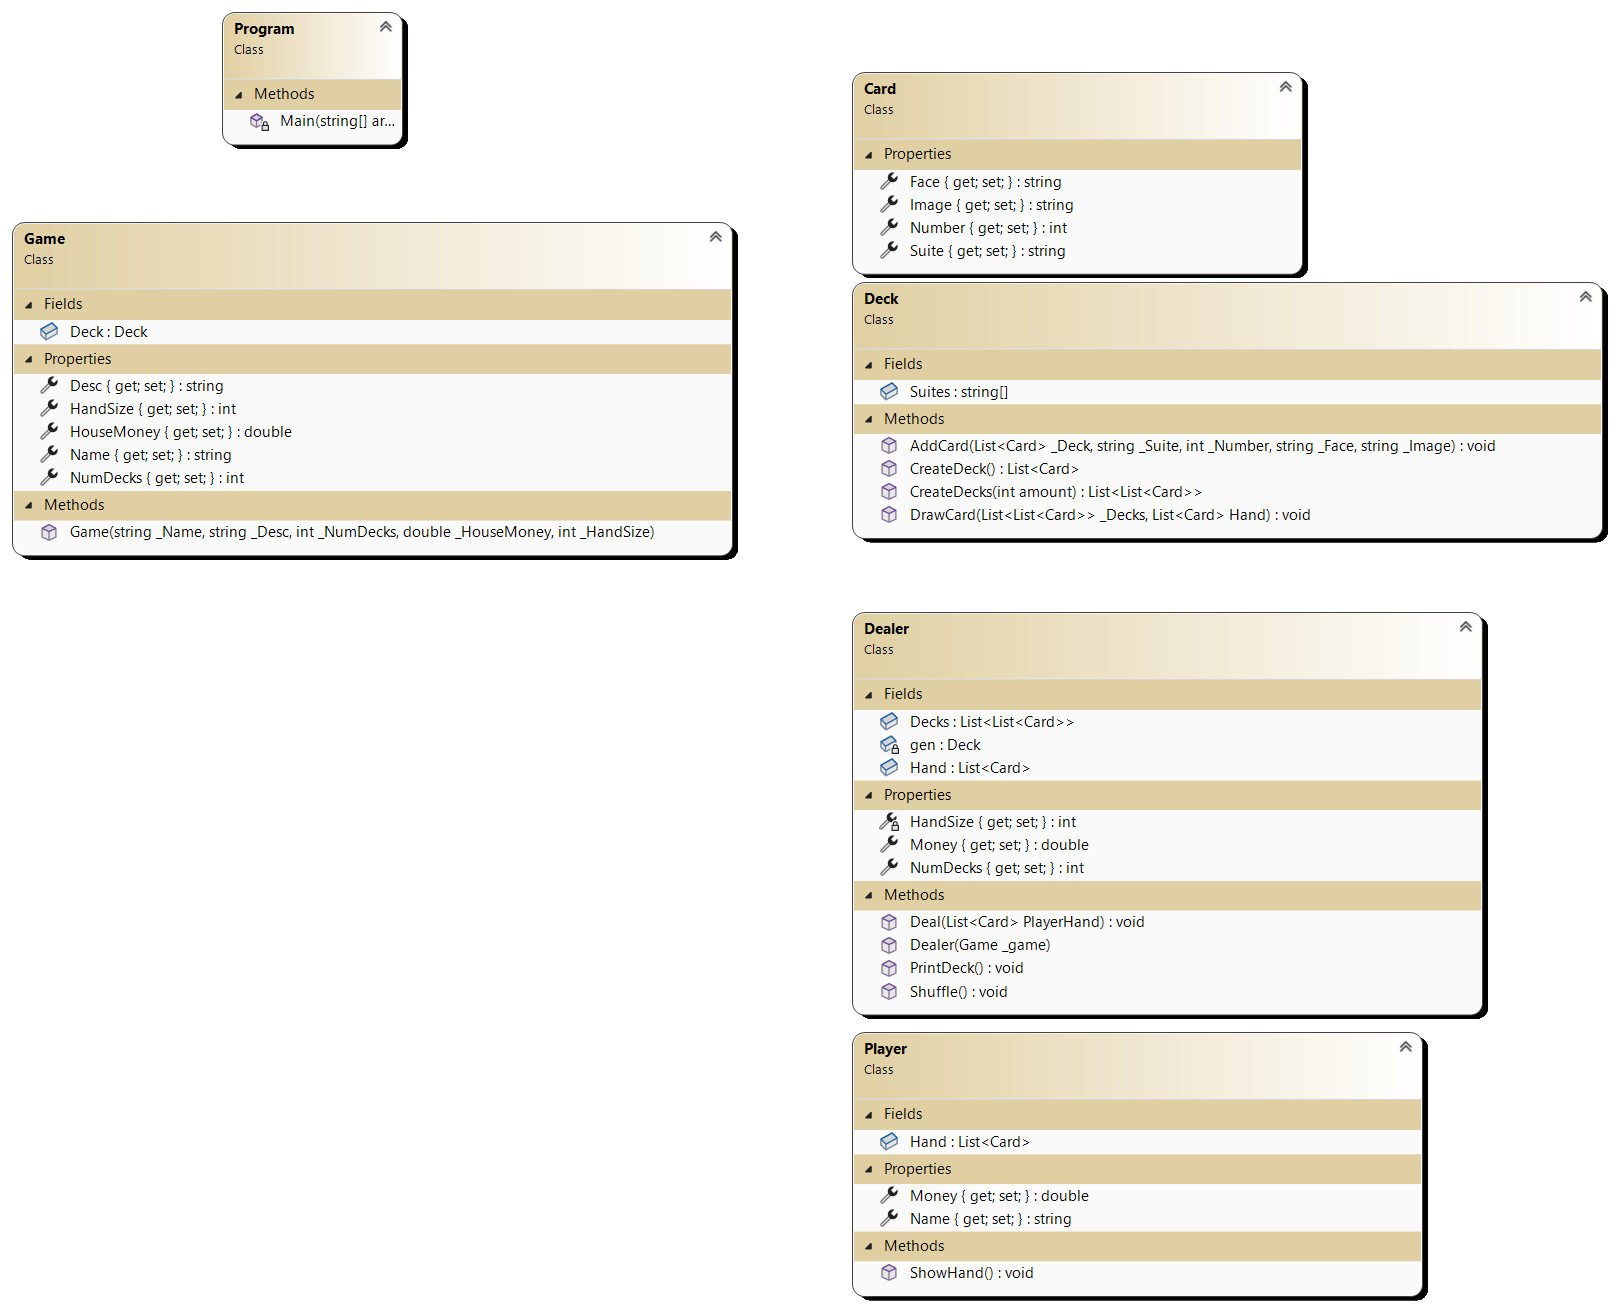 Program
Class
Methods
Main(string[] ar...
Game
Class
Fields
Deck : Deck
Properties
Desc { get; set; } : string
HandSize { get; set; } : int
HouseMoney { get; set; } : double
Name { get; set; } : string
NumDecks { get; set; } : int
Methods
Game(string _Name, string _Desc, int _NumDecks, double _HouseMoney, int _HandSize)
Card
Class
Properties
Face { get; set; } : string
Image { get; set; } : string
Number { get; set; } : int
Suite { get; set; } : string
Deck
Class
Fields
Suites : string[]
Methods
AddCard(List<Card> _Deck, string _Suite, int _Number, string _Face, string _Image) : void
CreateDeck() : List<Card>
CreateDecks(int amount) : List<List<Card>>
DrawCard(List<List<Card>> _Decks, List<Card> Hand) : void
Dealer
Class
Fields
Decks : List<List<Card>>
gen : Deck
Hand : List<Card>
Properties
HandSize { get; set; } : int
Money { get; set; } : double
NumDecks { get; set; } : int
Methods
Deal(List<Card> PlayerHand) : void
Dealer(Game _game)
PrintDeck() : void
Shuffle() : void
Player
Class
Fields
Hand : List<Card>
Properties
Money { get; set; } : double
Name { get; set; } : string
Methods
ShowHand() : void